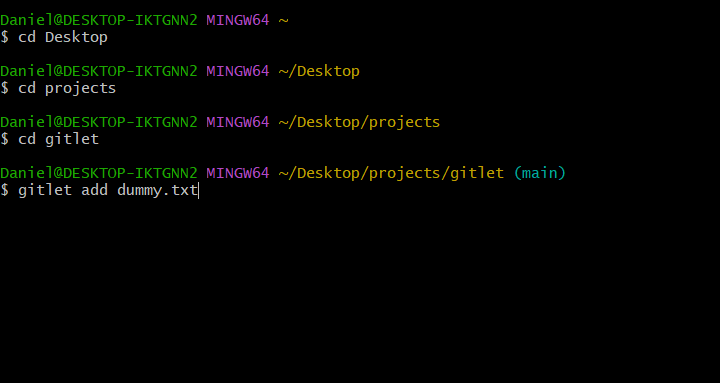 Daniel@DESKTOP-IKTGNN2 MINGW64 ~
$ cd Desktop
Daniel@DESKTOP-IKTGNN2 MINGW64 ~/Desktop
$ cd projects
Daniel@DESKTOP-IKTGNN2 MINGW64 ~/Desktop/projects
$ cd gitlet
Daniel@DESKTOP-IKTGNN2 MINGW64 ~/Desktop/projects/gitlet (main)
$ gitlet add dummy.txt